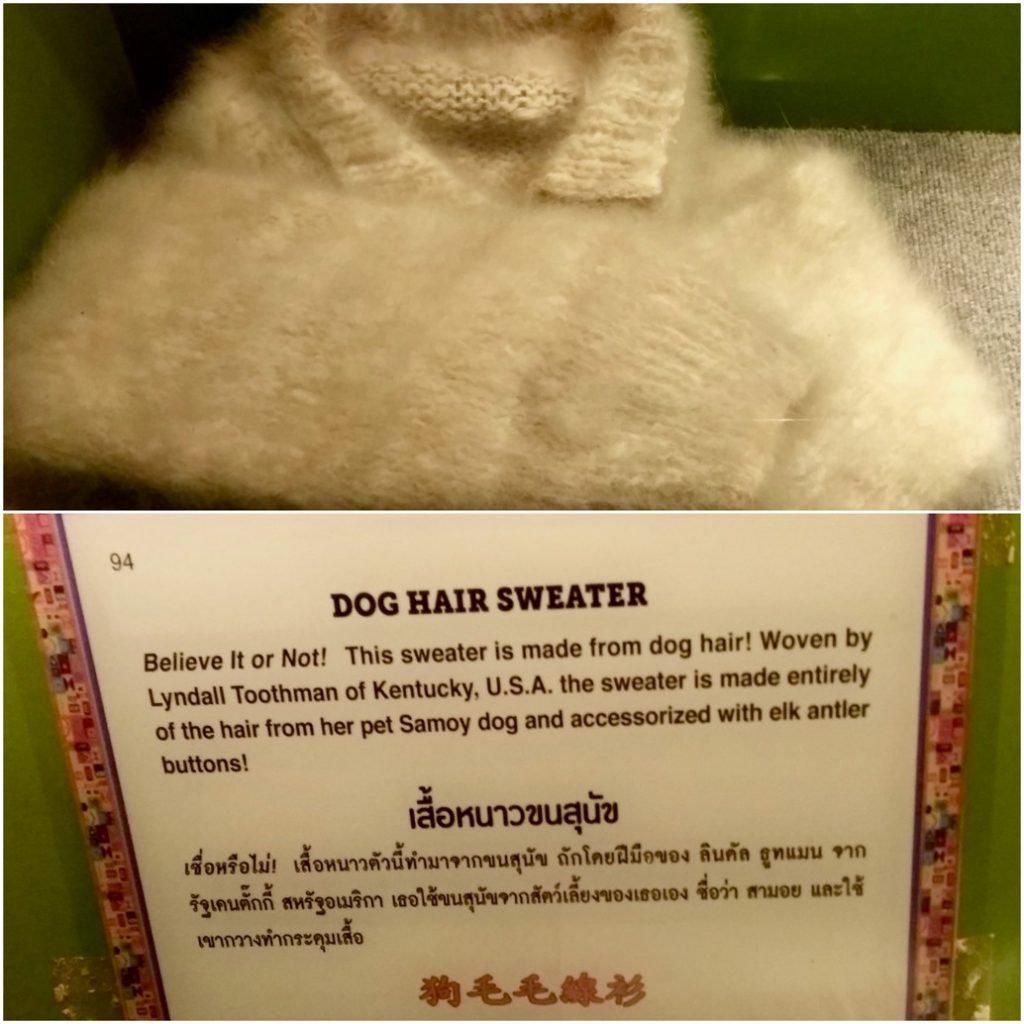 94
DOG HAIR SWEATER
Believe It or Not! This sweater is made from dog hair! Woven by
Lyndall Toothman of Kentucky, U.S.A. the sweater is made entirely
of the hair from her pet Samoy dog and accessorized with elk antler
buttons!
เสื้อหนาวขนสุนัข
เชื่อหรือไม่! เสื้อหนาวตัวนี้ทำมาจากขนสุนัข ถักโดยฝีมือของ ลินดัล ธูทแมน จาก
รัฐเคนตั๊กกี้ สหรัฐอเมริกา เธอใช้ขนสุนัขจากสัตว์เลี้ยงของเธอเอง ชื่อว่า สามอย และใช้
เขากวางทำกระดุมเสื้อ
狗毛毛線衫